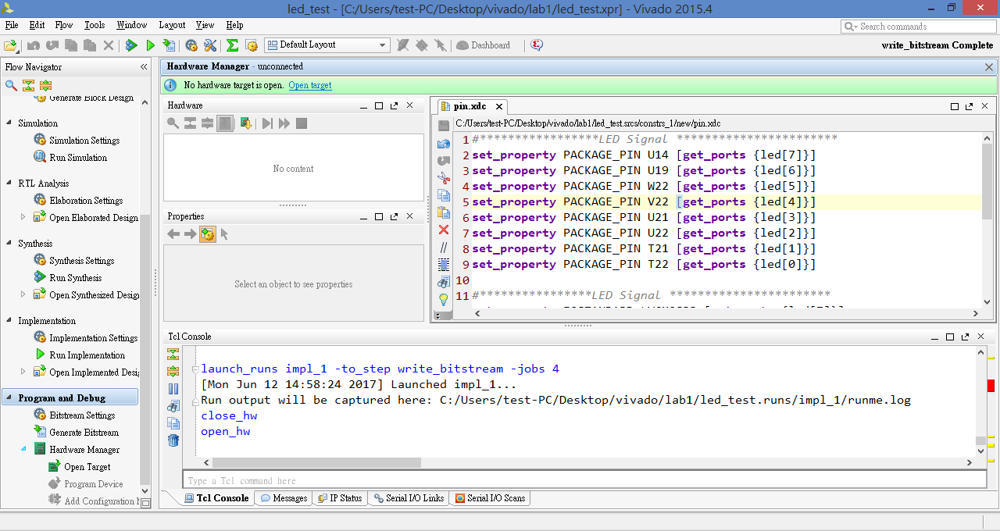 led_test - [C:/Users/test-PC/Desktop/vivado/lab1/led_test.xpr] - Vivado 2015.4
File Edit Flow Tools Window Layout View Help
Search commands
Default Layout
Dashboard
write_bitstream Complete
Flow Navigator
Generate Block Design
Simulation
Simulation Settings
Run Simulation
RTL Analysis
Elaboration Settings
Open Elaborated Design
Synthesis
Synthesis Settings
Run Synthesis
Open Synthesized Design
Implementation
Implementation Settings
Run Implementation
Open Implemented Desi
Program and Debug
Bitstream Settings
Generate Bitstream
Hardware Manager
Open Target
Program Device
Add Configuration
Hardware Manager - unconnected
No hardware target is open. Open target
Hardware
No content
Properties
Select an object to see properties
pin.xdc
C:/Users/test-PC/Desktop/vivado/lab1/led_test.srcs/constrs_1/new/pin.xdc
1 #*****************LED Signal ***********************
2 set_property PACKAGE_PIN U14 [get_ports {led[7]}]
3 set_property PACKAGE_PIN U19 [get_ports {led[6]}]
4 set_property PACKAGE_PIN W22 [get_ports {led[5]}]
5 set_property PACKAGE_PIN V22 [get_ports {led[4]}]
6 set_property PACKAGE_PIN U21 [get_ports {led[3]}]
7 set_property PACKAGE_PIN U22 [get_ports {led[2]}]
8 set_property PACKAGE_PIN T21 [get_ports {led[1]}]
9 set_property PACKAGE_PIN T22 [get_ports {led[0]}]
10
11 #****************LED Signal ***********************
Tcl Console
launch_runs impl_1 -to_step write_bitstream -jobs 4
[Mon Jun 12 14:58:24 2017] Launched impl_1...
Run output will be captured here: C:/Users/test-PC/Desktop/vivado/lab1/led_test.runs/impl_1/runme.log
close_hw
open_hw
Type a Tcl command here
Tcl Console Messages IP Status Serial I/O Links Serial I/O Scans